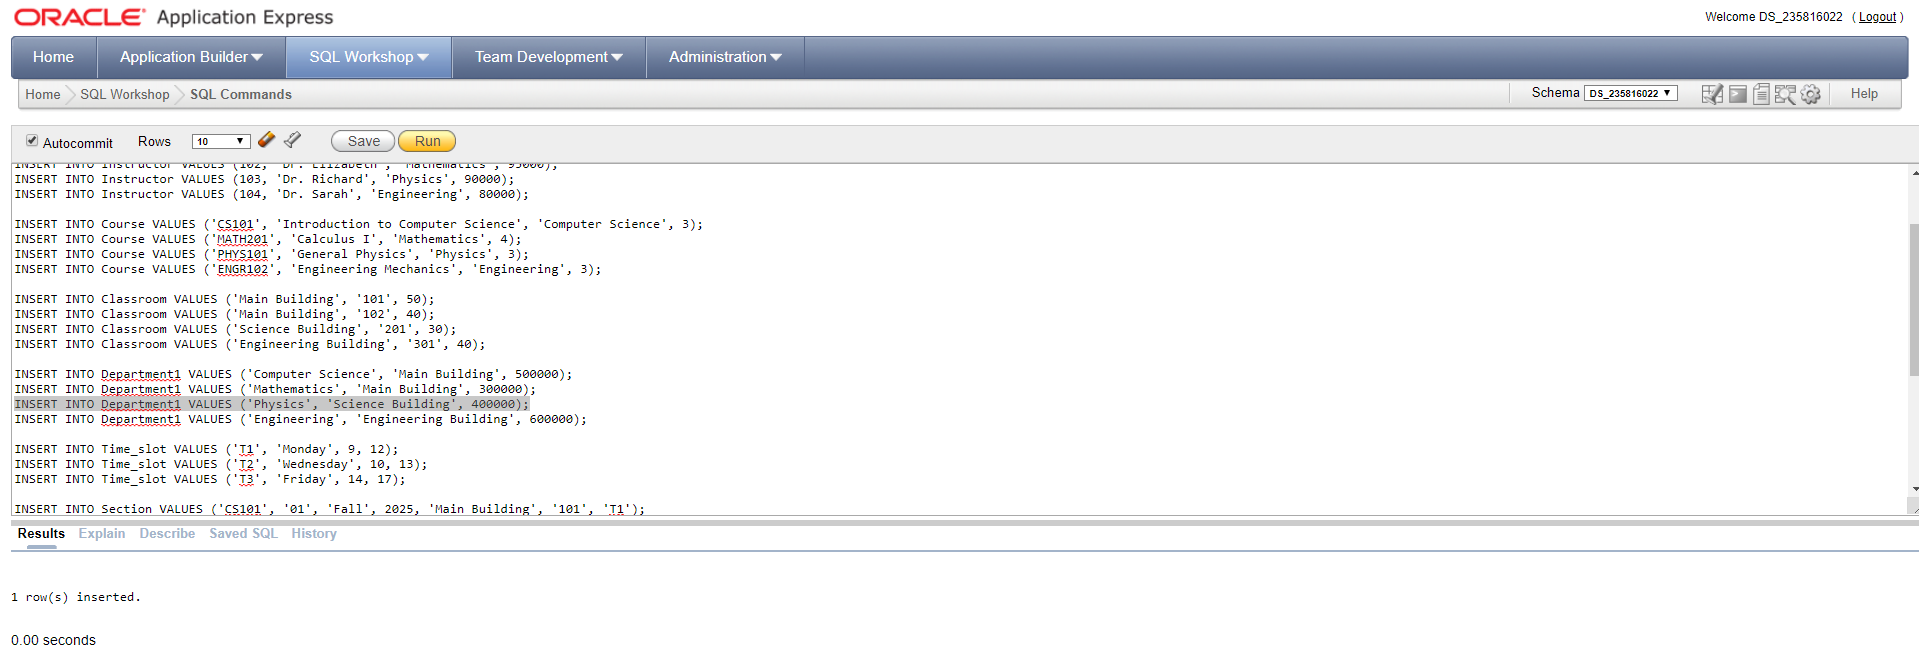 ORACLE Application Express
Welcome DS_235816022 ( Logout )
Home Application Builder SQL Workshop Team Development Administration
Home SQL Workshop SQL Commands Schema DS_235816022 Help
Autocommit Rows 10 Save Run
INSERT INTO Instructor VALUES (102, 'Dr. Elizabeth', 'Mathematics', 95000);
INSERT INTO Instructor VALUES (103, 'Dr. Richard', 'Physics', 90000);
INSERT INTO Instructor VALUES (104, 'Dr. Sarah', 'Engineering', 80000);
INSERT INTO Course VALUES ('CS101', 'Introduction to Computer Science', 'Computer Science', 3);
INSERT INTO Course VALUES ('MATH201', 'Calculus I', 'Mathematics', 4);
INSERT INTO Course VALUES ('PHYS101', 'General Physics', 'Physics', 3);
INSERT INTO Course VALUES ('ENGR102', 'Engineering Mechanics', 'Engineering', 3);
INSERT INTO Classroom VALUES ('Main Building', '101', 50);
INSERT INTO Classroom VALUES ('Main Building', '102', 40);
INSERT INTO Classroom VALUES ('Science Building', '201', 30);
INSERT INTO Classroom VALUES ('Engineering Building', '301', 40);
INSERT INTO Department1 VALUES ('Computer Science', 'Main Building', 500000);
INSERT INTO Department1 VALUES ('Mathematics', 'Main Building', 300000);
INSERT INTO Department1 VALUES ('Physics', 'Science Building', 400000);
INSERT INTO Department1 VALUES ('Engineering', 'Engineering Building', 600000);
INSERT INTO Time_slot VALUES ('T1', 'Monday', 9, 12);
INSERT INTO Time_slot VALUES ('T2', 'Wednesday', 10, 13);
INSERT INTO Time_slot VALUES ('T3', 'Friday', 14, 17);
INSERT INTO Section VALUES ('CS101', '01', 'Fall', 2025, 'Main Building', '101', 'T1');
Results Explain Describe Saved SQL History
1 row(s) inserted.
0.00 seconds